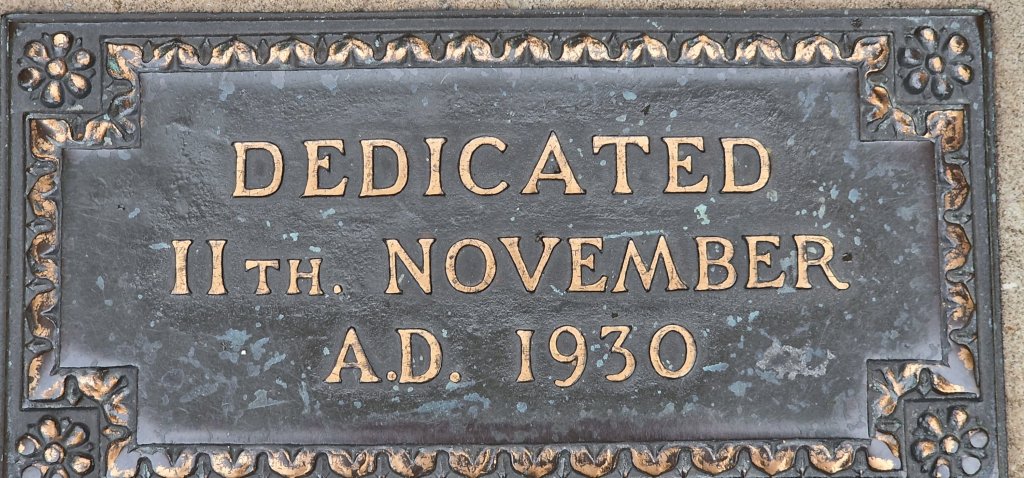 DEDICATED
11TH. NOVEMBER
A.D. 1930